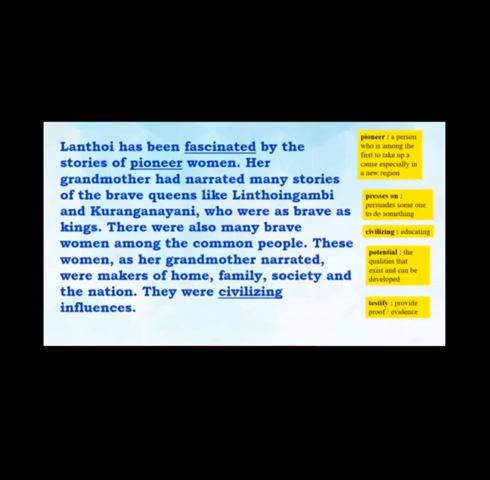 Lanthoi has been fascinated by the
stories of pioneer women. Her
grandmother had narrated many stories
of the brave queens like Linthoingambi
and Kuranganayani, who were as brave as
kings. There were also many brave
women among the common people. These
women, as her grandmother narrated,
were makers of home, family, society and
the nation. They were civilizing
influences.
pioneer : a person
who is among the
first to take up a
cause especially in
a new region
presses on :
persuades some one
to do something
civilizing : educating
potential : the
qualities that
exist and can be
developed
testify : provide
proof / evidence